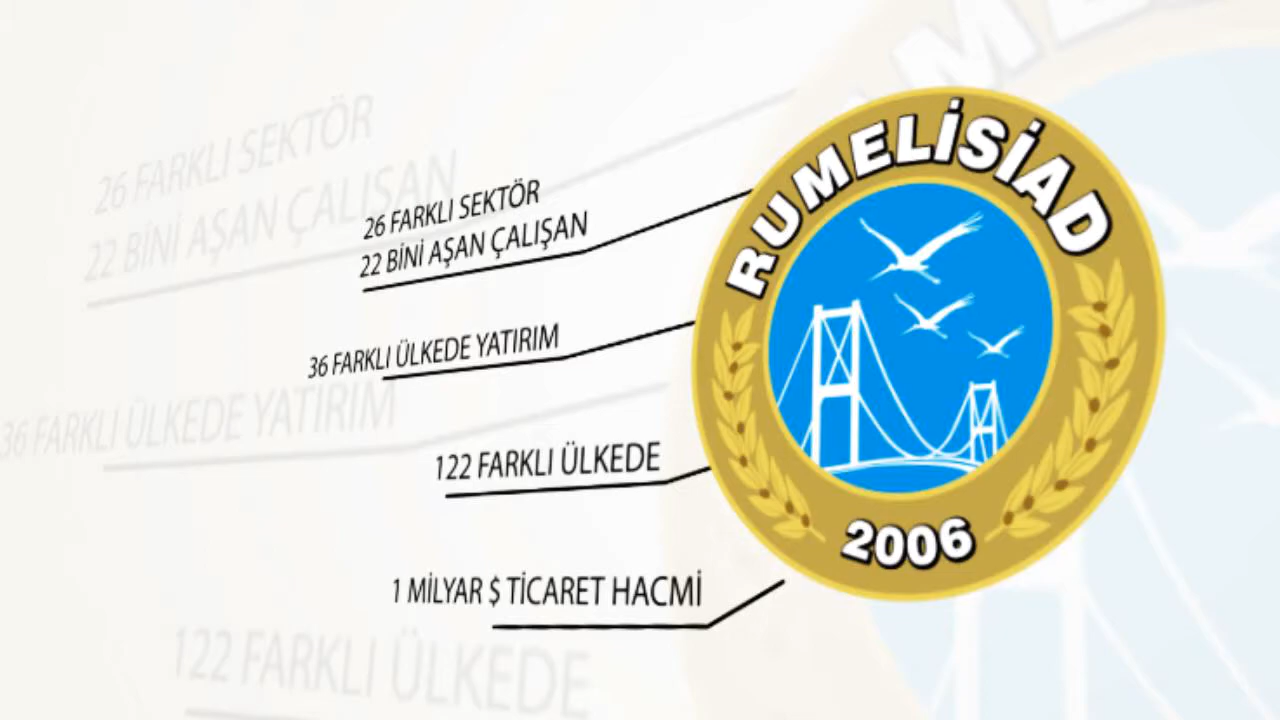 26 FARKLI SEKTÖR
22 BİNİ AŞAN ÇALIŞAN
36 FARKLI ÜLKEDE YATIRIM
122 FARKLI ÜLKEDE
1 MİLYAR $ TİCARET HACMİ
RUMELİSİAD
2006
26 FARKLI SEKTÖR
22 BİNİ AŞAN ÇALIŞAN
36 FARKLI ÜLKEDE YATIRIM
122 FARKLI ÜLKEDE